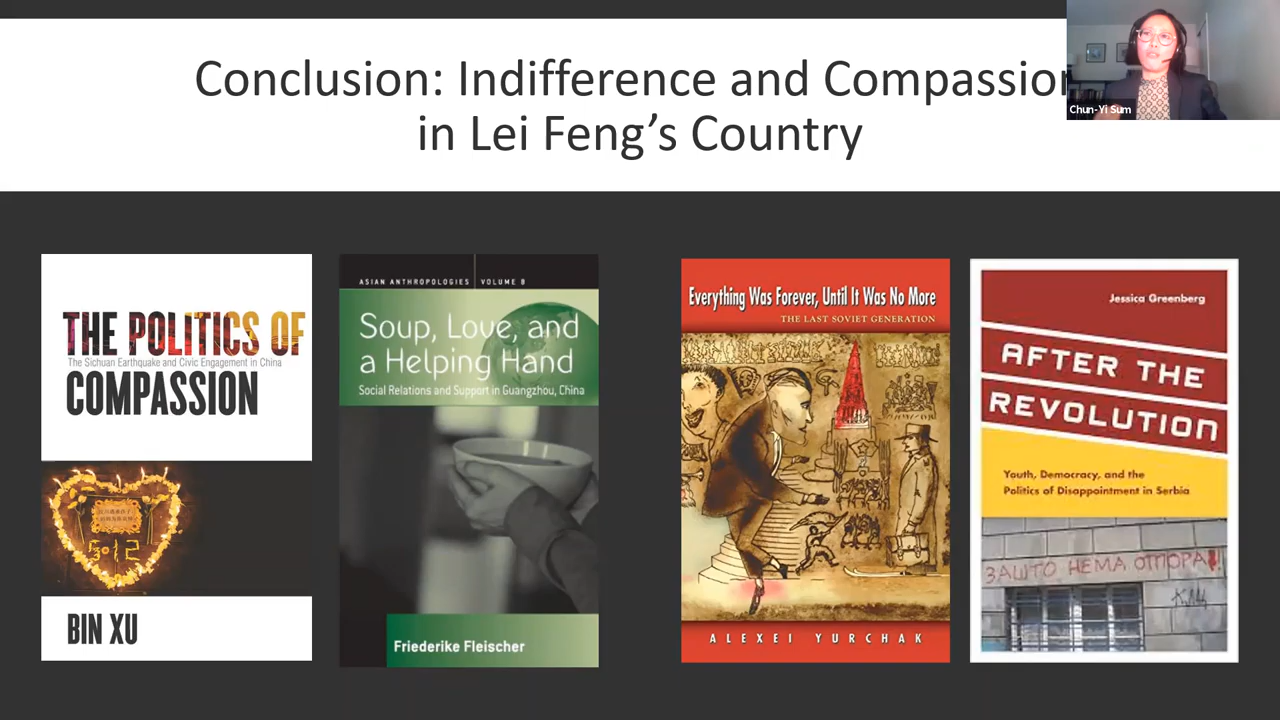 Conclusion: Indifference and Compassion
in Lei Feng's Country
Chun-Yi Sum
THE POLITICS OF
The Sichuan Earthquake and Civic Engagement in China
COMPASSION
5 12
BIN XU
ASIAN ANTHROPOLOGIES VOLUME 8
Soup, Love, and
a Helping Hand
Social Relations and Support in Guangzhou, China
Friederike Fleischer
Everything Was Forever, Until It Was No More
THE LAST SOVIET GENERATION
ALEXEI YURCHAK
Jessica Greenberg
AFTER THE
REVOLUTION
Youth, Democracy, and the
Politics of Disappointment in Serbia
ЗАШТО НЕМА ОТПОРА